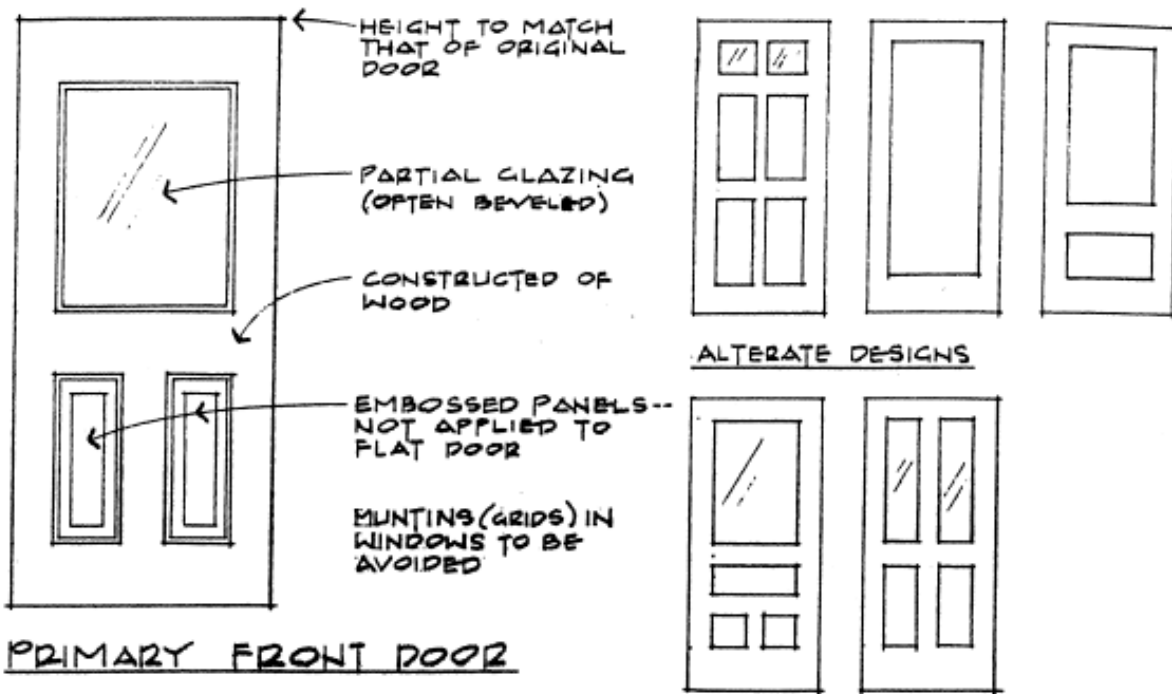 HEIGHT TO MATCH
THAT OF ORIGINAL
DOOR
PARTIAL GLAZING
(OFTEN BEVELED)
CONSTRUCTED OF
WOOD
EMBOSSED PANELS--
NOT APPLIED TO
FLAT DOOR
MUNTINS (GRIDS) IN
WINDOWS TO BE
AVOIDED
PRIMARY FRONT DOOR
ALTERATE DESIGNS